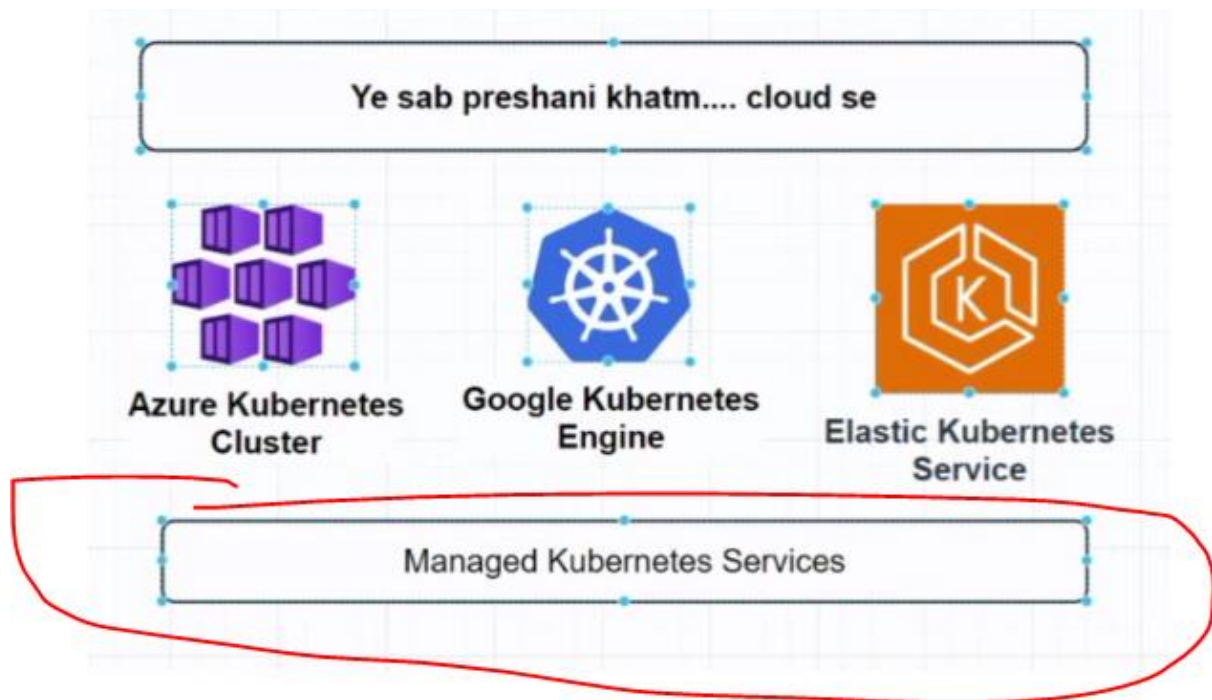 Ye sab preshani khatm.... cloud se
Azure Kubernetes
Cluster
Google Kubernetes
Engine
K
Elastic Kubernetes
Service
Managed Kubernetes Services